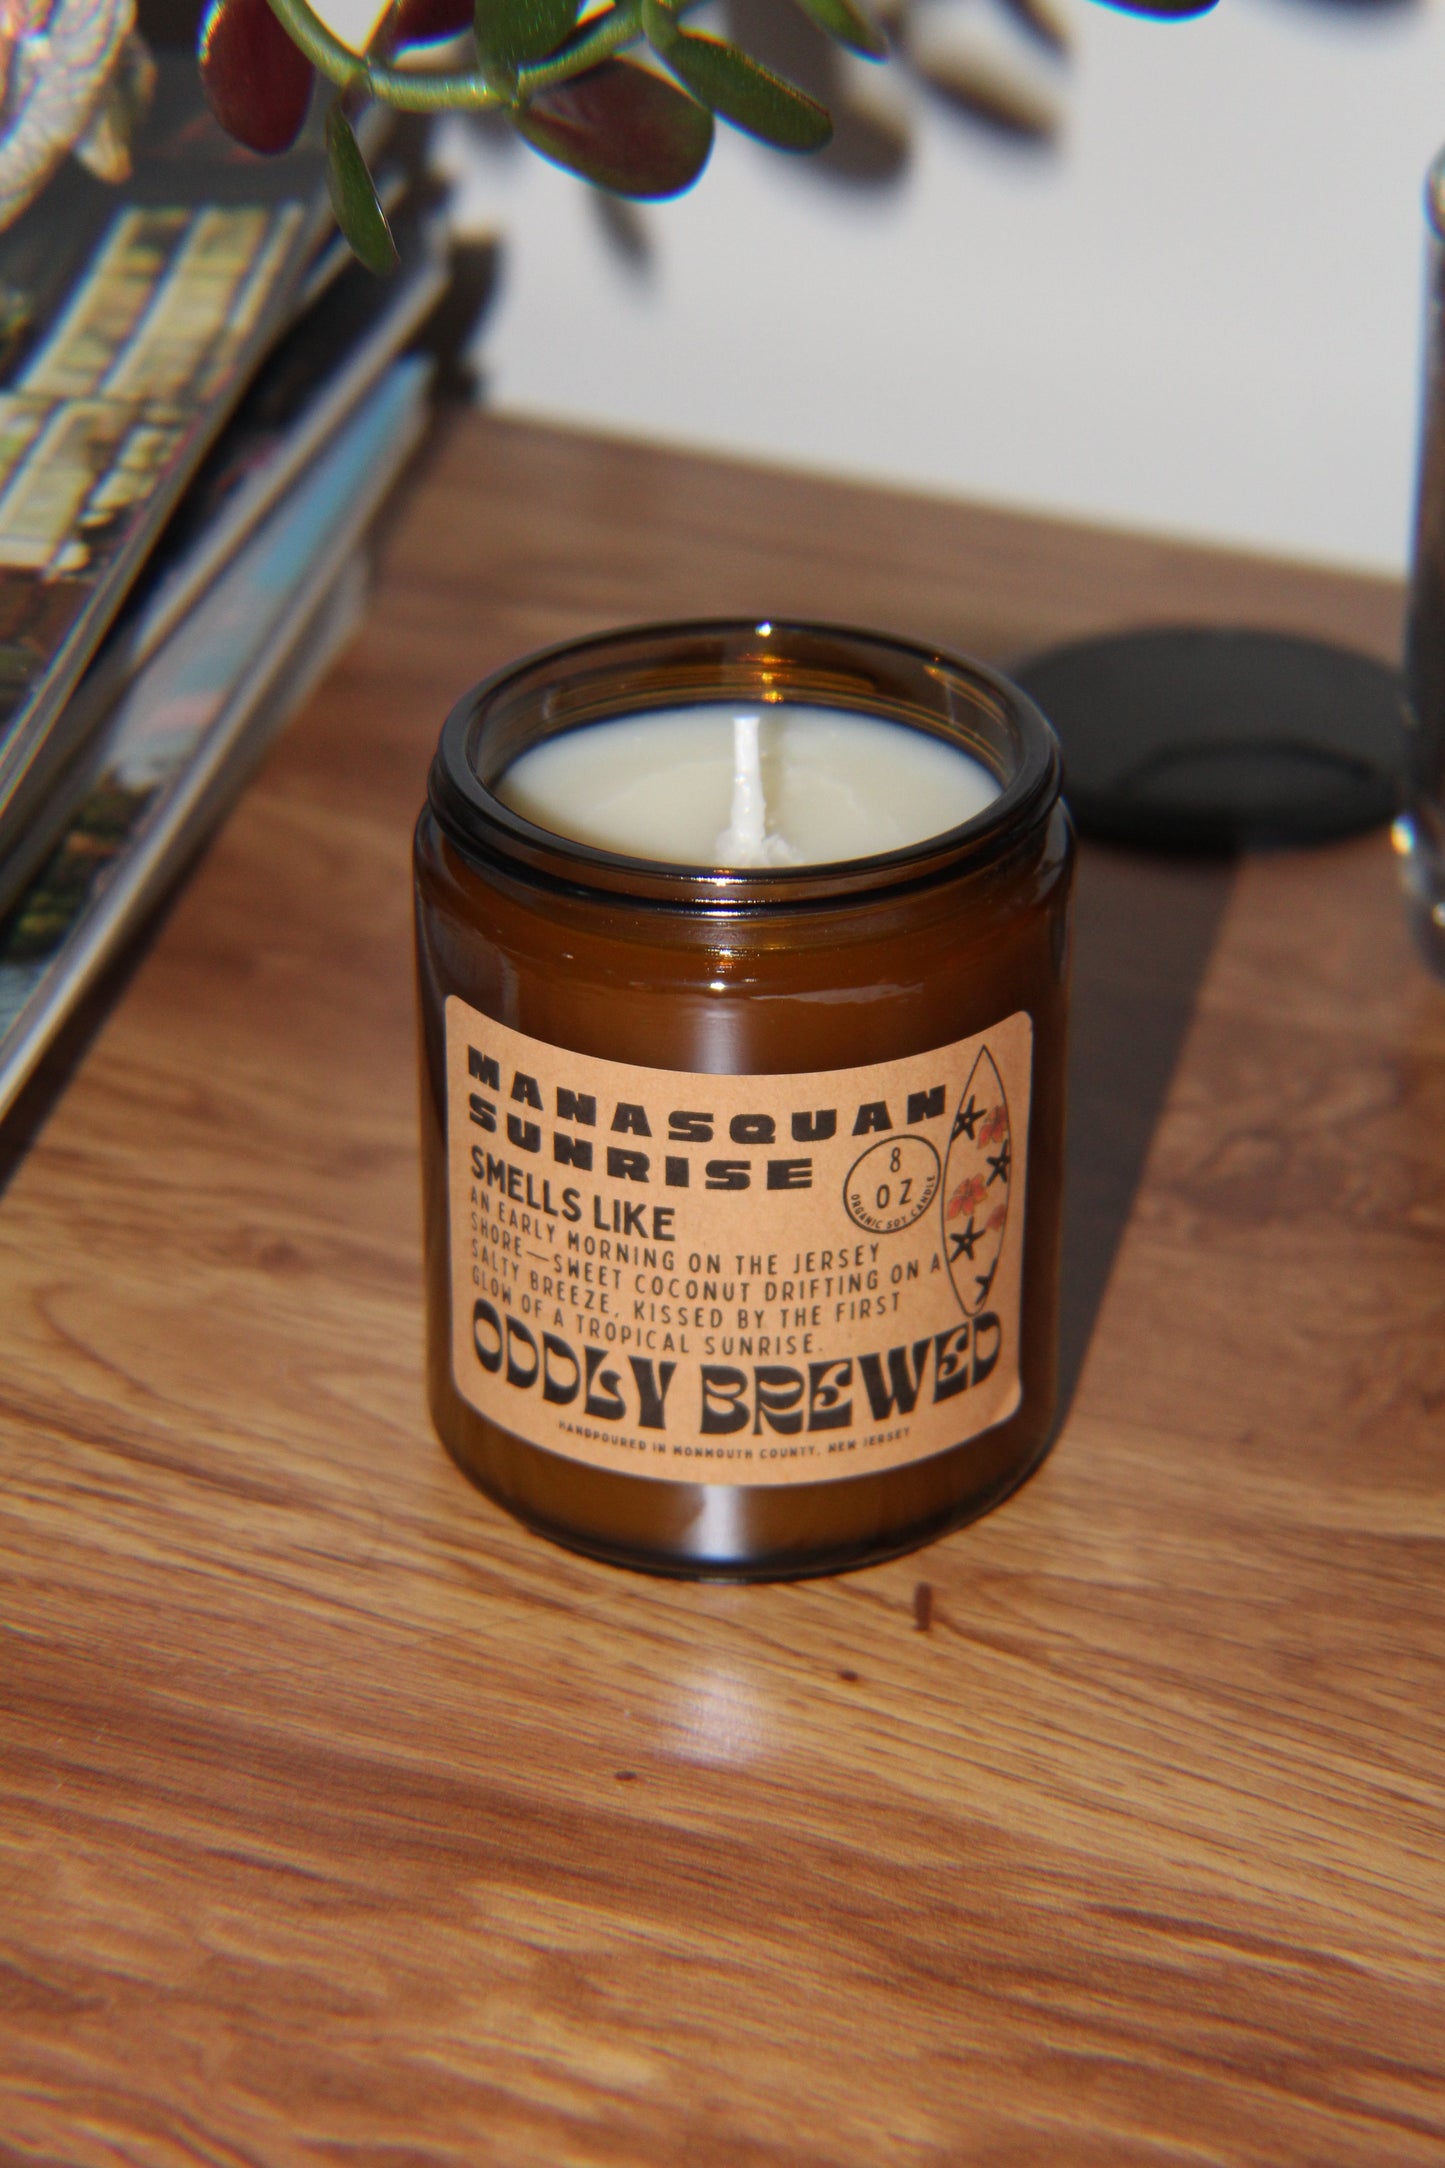 MANASQUAN
SUNRISE
8
OZ
ORGANIC SOY CANDLE
SMELLS LIKE
AN EARLY MORNING ON THE JERSEY
SHORE—SWEET COCONUT DRIFTING ON A
SALTY BREEZE, KISSED BY THE FIRST
GLOW OF A TROPICAL SUNRISE.
ODDLY BREWED
HANDPOURED IN MONMOUTH COUNTY, NEW JERSEY